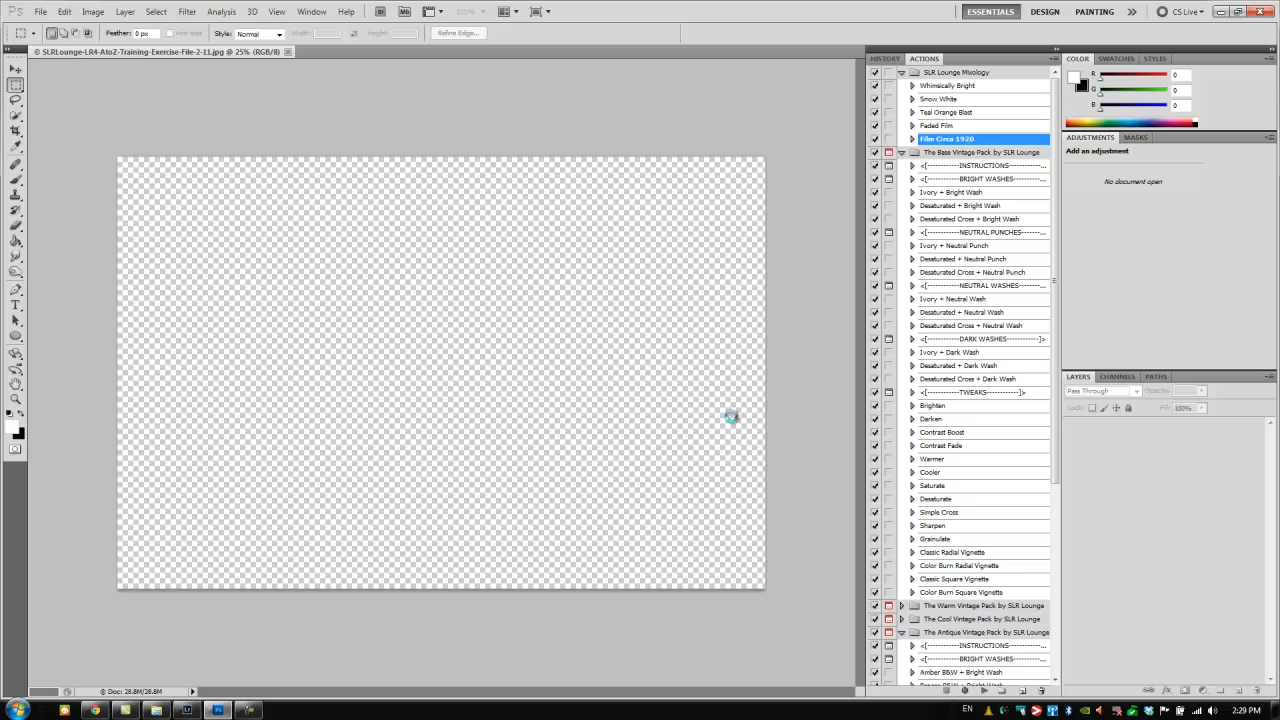 Ps File Edit Image Layer Select Filter Analysis 3D View Window Help Br Mb 100% ESSENTIALS DESIGN PAINTING CS Live
Feather: 0 px Anti-alias Style: Normal Width: Height: Refine Edge...
© SLRLounge-LR4-AtoZ-Training-Exercise-File-2-11.jpg @ 25% (RGB/8)
HISTORY ACTIONS
SLR Lounge Mixology
Whimsically Bright
Snow White
Teal Orange Blast
Faded Film
Film Circa 1920
The Base Vintage Pack by SLR Lounge
<[------------INSTRUCTIONS-----------...
<[------------BRIGHT WASHES---------...
Ivory + Bright Wash
Desaturated + Bright Wash
Desaturated Cross + Bright Wash
<[------------NEUTRAL PUNCHES-------...
Ivory + Neutral Punch
Desaturated + Neutral Punch
Desaturated Cross + Neutral Punch
<[------------NEUTRAL WASHES--------...
Ivory + Neutral Wash
Desaturated + Neutral Wash
Desaturated Cross + Neutral Wash
<[------------DARK WASHES-----------]>
Ivory + Dark Wash
Desaturated + Dark Wash
Desaturated Cross + Dark Wash
<[------------TWEAKS------------]>
Brighten
Darken
Contrast Boost
Contrast Fade
Warmer
Cooler
Saturate
Desaturate
Simple Cross
Sharpen
Grainulate
Classic Radial Vignette
Color Burn Radial Vignette
Classic Square Vignette
Color Burn Square Vignette
The Warm Vintage Pack by SLR Lounge
The Cool Vintage Pack by SLR Lounge
The Antique Vintage Pack by SLR Lounge
<[------------INSTRUCTIONS-----------...
<[------------BRIGHT WASHES---------...
Amber B&W + Bright Wash
COLOR SWATCHES STYLES
R 0
G 0
B 0
ADJUSTMENTS MASKS
Add an adjustment
No document open
LAYERS CHANNELS PATHS
Pass Through Opacity:
Lock: Fill: 100%
Doc: 28.8M/28.8M
Ps EN 2:29 PM